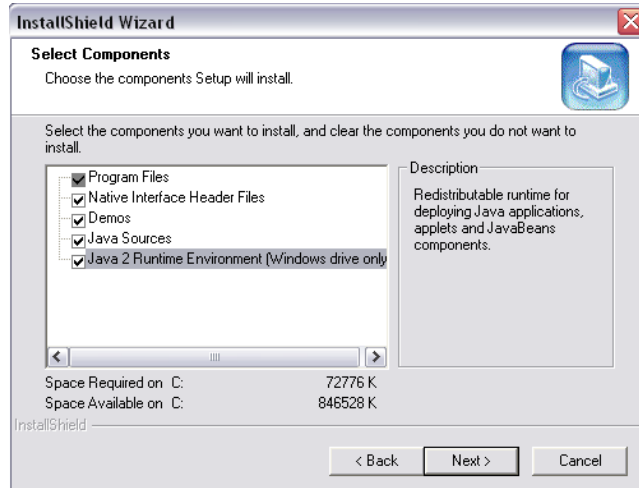 InstallShield Wizard
Select Components
Choose the components Setup will install.
Select the components you want to install, and clear the components you do not want to
install.
Program Files
Native Interface Header Files
Demos
Java Sources
Java 2 Runtime Environment (Windows drive only
Description
Redistributable runtime for
deploying Java applications,
applets and JavaBeans
components.
Space Required on C: 72776 K
Space Available on C: 846528 K
InstallShield
< Back Next > Cancel